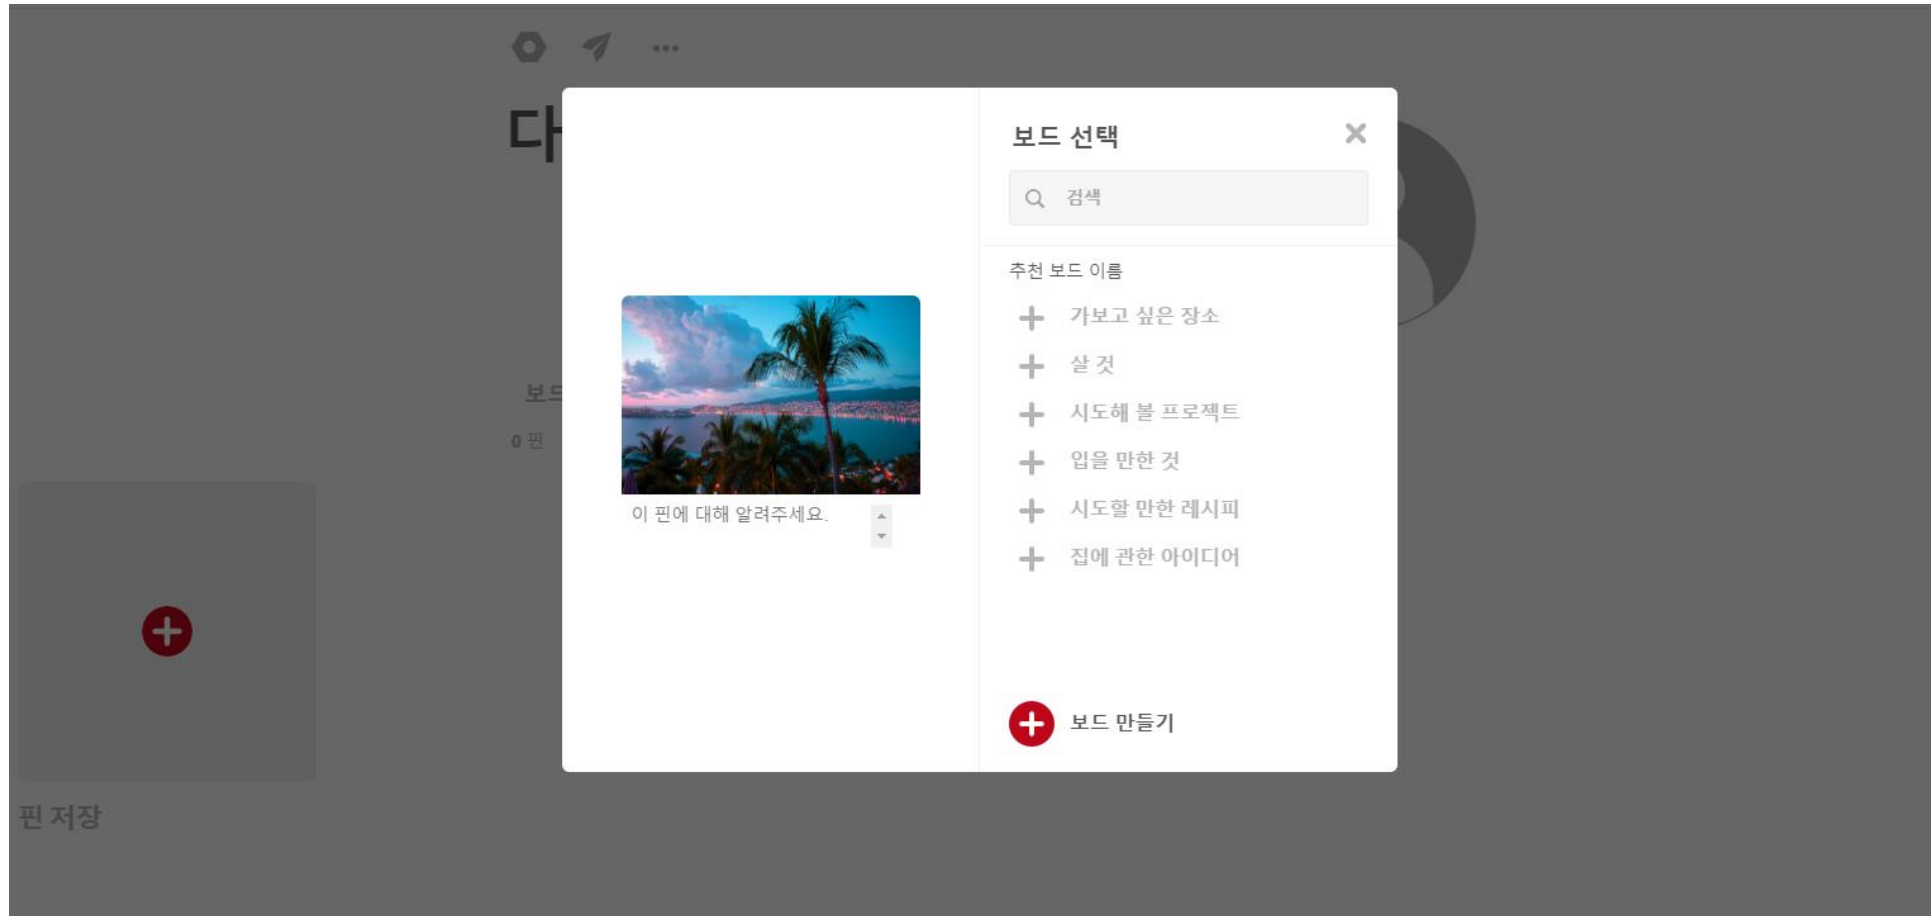 다
보드 선택
검색
추천 보드 이름
가보고 싶은 장소
살 것
시도해 볼 프로젝트
입을 만한 것
시도할 만한 레시피
집에 관한 아이디어
보드 만들기
이 핀에 대해 알려주세요.
보드
0 핀
핀 저장